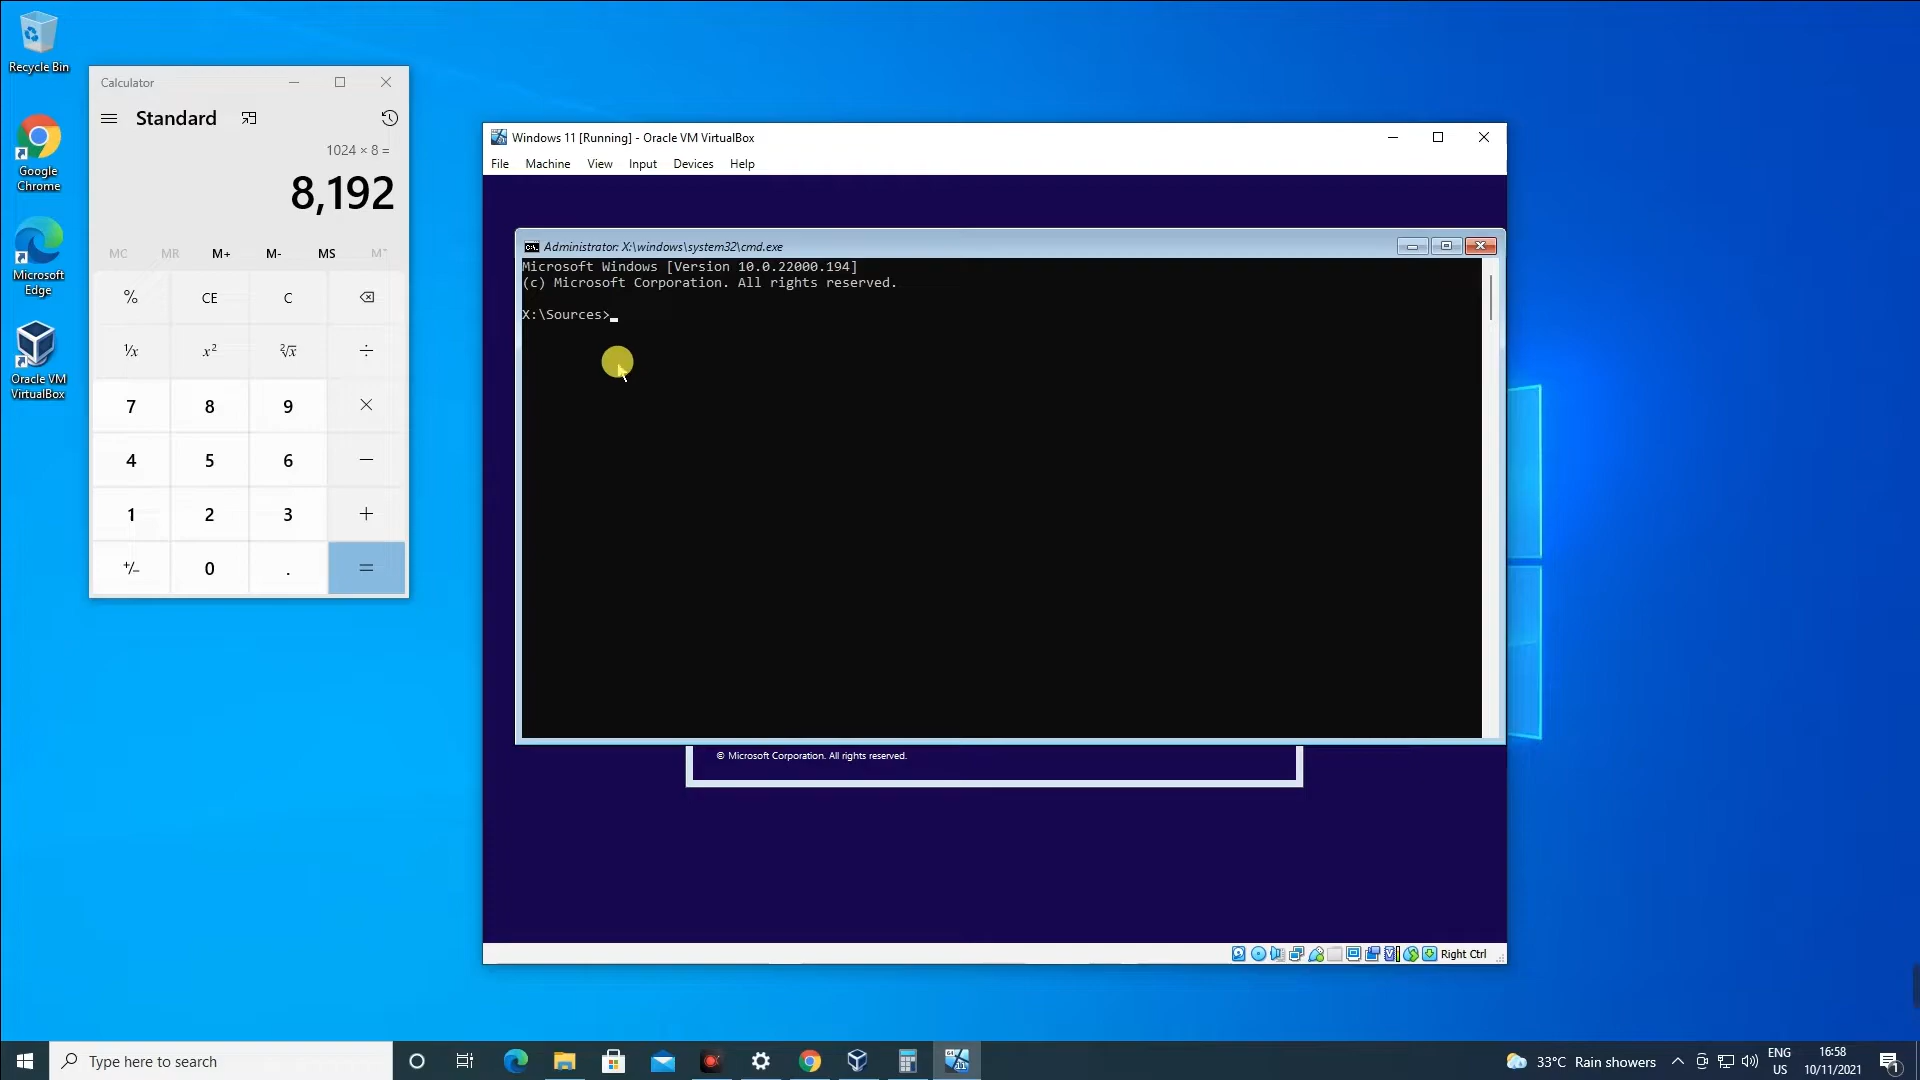 Recycle Bin
Google
Chrome
Microsoft
Edge
Oracle VM
VirtualBox
Calculator
Standard
1024 × 8 =
8,192
MC MR M+ M- MS M˅
% CE C
¹/x x² ²√x ÷
7 8 9 ×
4 5 6 −
1 2 3 +
+/− 0 . =
Windows 11 [Running] - Oracle VM VirtualBox
File Machine View Input Devices Help
Administrator: X:\windows\system32\cmd.exe
Microsoft Windows [Version 10.0.22000.194]
(c) Microsoft Corporation. All rights reserved.
X:\Sources>
© Microsoft Corporation. All rights reserved.
Right Ctrl
Type here to search
33°C Rain showers
ENG
US
16:58
10/11/2021
1